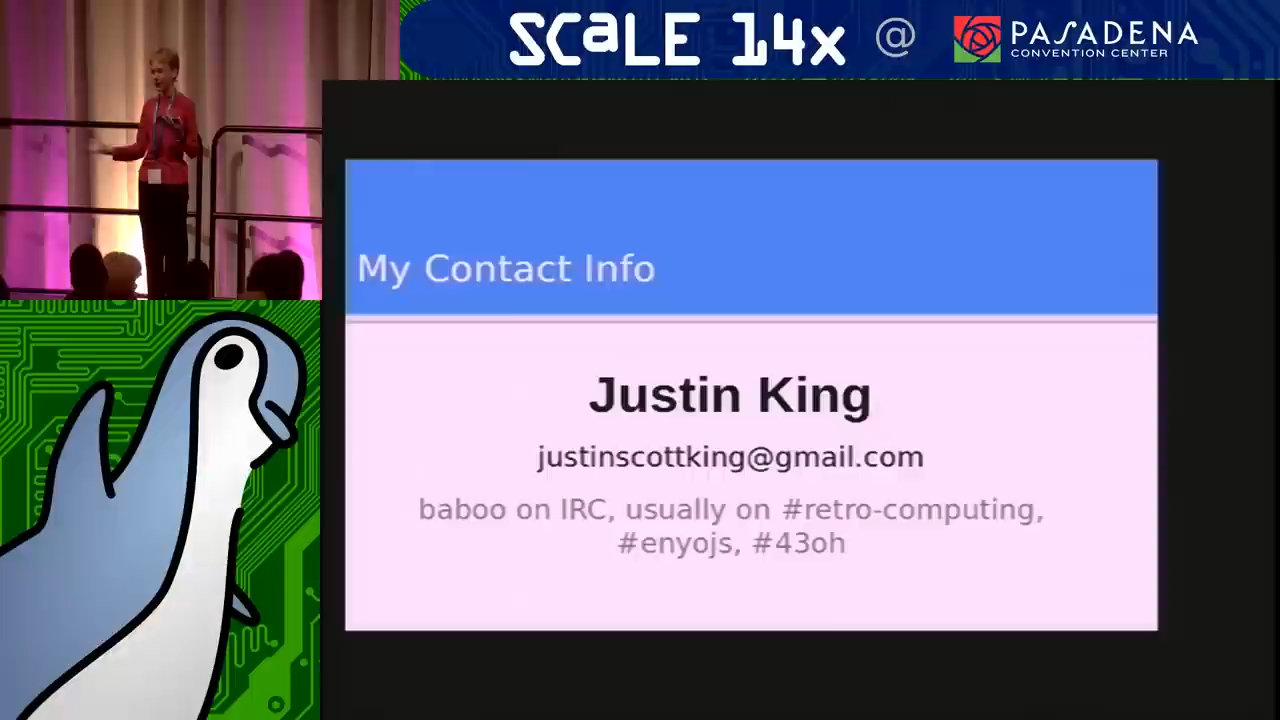 SCALE 14x @ PASADENA
CONVENTION CENTER
My Contact Info
Justin King
justinscottking@gmail.com
baboo on IRC, usually on #retro-computing,
#enyojs, #43oh